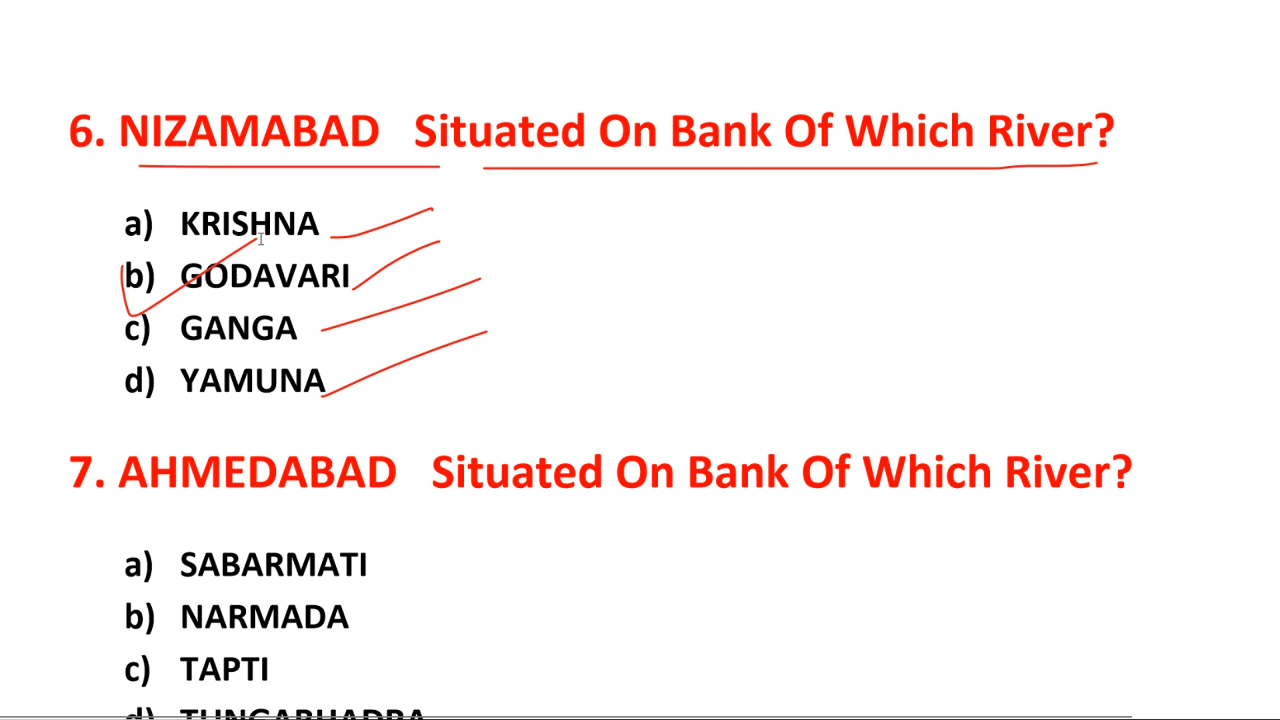 6. NIZAMABAD Situated On Bank Of Which River?
a) KRISHNA
b) GODAVARI
c) GANGA
d) YAMUNA
7. AHMEDABAD Situated On Bank Of Which River?
a) SABARMATI
b) NARMADA
c) TAPTI
d) TUNGABHADRA